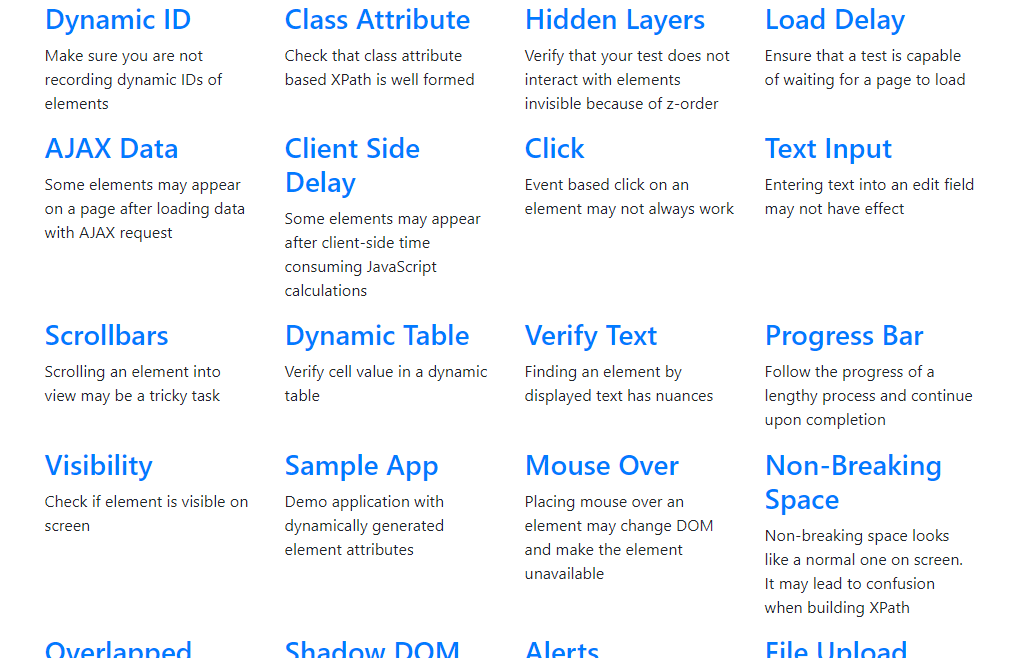 Dynamic ID
Make sure you are not
recording dynamic IDs of
elements
Class Attribute
Check that class attribute
based XPath is well formed
Hidden Layers
Verify that your test does not
interact with elements
invisible because of z-order
Load Delay
Ensure that a test is capable
of waiting for a page to load
AJAX Data
Some elements may appear
on a page after loading data
with AJAX request
Client Side
Delay
Some elements may appear
after client-side time
consuming JavaScript
calculations
Click
Event based click on an
element may not always work
Text Input
Entering text into an edit field
may not have effect
Scrollbars
Scrolling an element into
view may be a tricky task
Dynamic Table
Verify cell value in a dynamic
table
Verify Text
Finding an element by
displayed text has nuances
Progress Bar
Follow the progress of a
lengthy process and continue
upon completion
Visibility
Check if element is visible on
screen
Sample App
Demo application with
dynamically generated
element attributes
Mouse Over
Placing mouse over an
element may change DOM
and make the element
unavailable
Non-Breaking
Space
Non-breaking space looks
like a normal one on screen.
It may lead to confusion
when building XPath
Overlapped
Shadow DOM
Alerts
File Upload